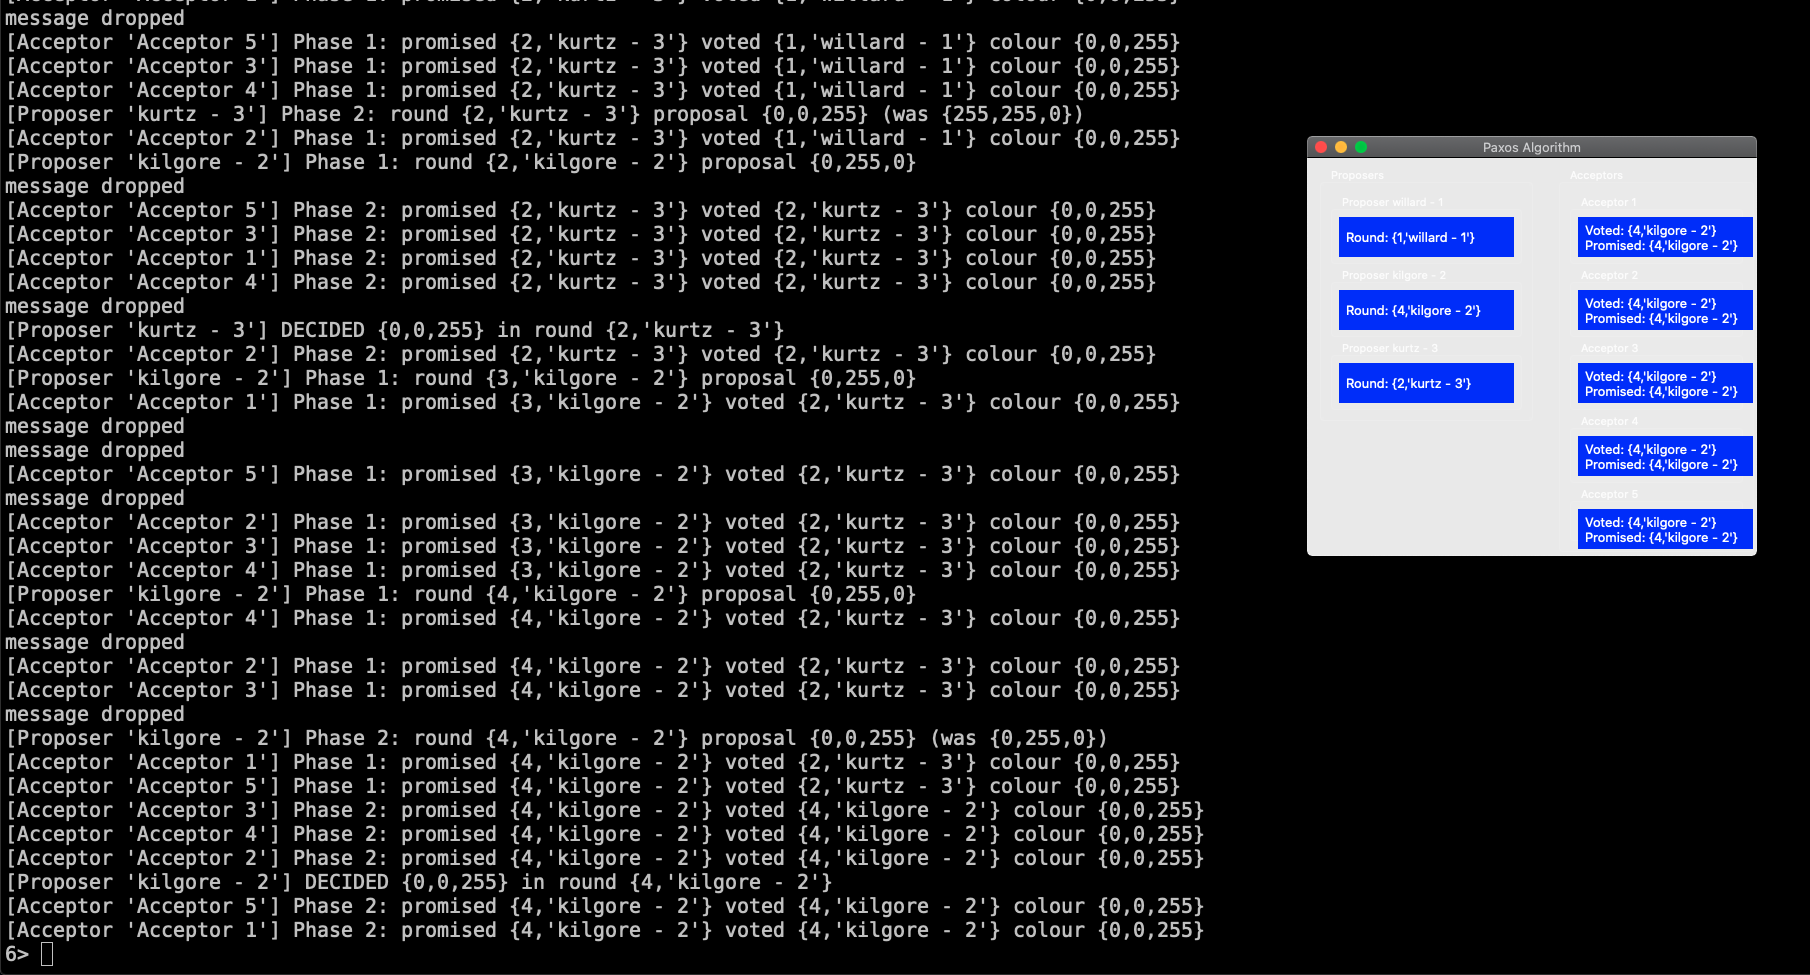 [Acceptor 'Acceptor 1'] Phase 1: promised {2,'kurtz - 3'} voted {1,'willard - 1'} colour {0,0,255}
message dropped
[Acceptor 'Acceptor 5'] Phase 1: promised {2,'kurtz - 3'} voted {1,'willard - 1'} colour {0,0,255}
[Acceptor 'Acceptor 3'] Phase 1: promised {2,'kurtz - 3'} voted {1,'willard - 1'} colour {0,0,255}
[Acceptor 'Acceptor 4'] Phase 1: promised {2,'kurtz - 3'} voted {1,'willard - 1'} colour {0,0,255}
[Proposer 'kurtz - 3'] Phase 2: round {2,'kurtz - 3'} proposal {0,0,255} (was {255,255,0})
[Acceptor 'Acceptor 2'] Phase 1: promised {2,'kurtz - 3'} voted {1,'willard - 1'} colour {0,0,255}
[Proposer 'kilgore - 2'] Phase 1: round {2,'kilgore - 2'} proposal {0,255,0}
message dropped
[Acceptor 'Acceptor 5'] Phase 2: promised {2,'kurtz - 3'} voted {2,'kurtz - 3'} colour {0,0,255}
[Acceptor 'Acceptor 3'] Phase 2: promised {2,'kurtz - 3'} voted {2,'kurtz - 3'} colour {0,0,255}
[Acceptor 'Acceptor 1'] Phase 2: promised {2,'kurtz - 3'} voted {2,'kurtz - 3'} colour {0,0,255}
[Acceptor 'Acceptor 4'] Phase 2: promised {2,'kurtz - 3'} voted {2,'kurtz - 3'} colour {0,0,255}
message dropped
[Proposer 'kurtz - 3'] DECIDED {0,0,255} in round {2,'kurtz - 3'}
[Acceptor 'Acceptor 2'] Phase 2: promised {2,'kurtz - 3'} voted {2,'kurtz - 3'} colour {0,0,255}
[Proposer 'kilgore - 2'] Phase 1: round {3,'kilgore - 2'} proposal {0,255,0}
[Acceptor 'Acceptor 1'] Phase 1: promised {3,'kilgore - 2'} voted {2,'kurtz - 3'} colour {0,0,255}
message dropped
message dropped
[Acceptor 'Acceptor 5'] Phase 1: promised {3,'kilgore - 2'} voted {2,'kurtz - 3'} colour {0,0,255}
message dropped
[Acceptor 'Acceptor 2'] Phase 1: promised {3,'kilgore - 2'} voted {2,'kurtz - 3'} colour {0,0,255}
[Acceptor 'Acceptor 3'] Phase 1: promised {3,'kilgore - 2'} voted {2,'kurtz - 3'} colour {0,0,255}
[Acceptor 'Acceptor 4'] Phase 1: promised {3,'kilgore - 2'} voted {2,'kurtz - 3'} colour {0,0,255}
[Proposer 'kilgore - 2'] Phase 1: round {4,'kilgore - 2'} proposal {0,255,0}
[Acceptor 'Acceptor 4'] Phase 1: promised {4,'kilgore - 2'} voted {2,'kurtz - 3'} colour {0,0,255}
message dropped
[Acceptor 'Acceptor 2'] Phase 1: promised {4,'kilgore - 2'} voted {2,'kurtz - 3'} colour {0,0,255}
[Acceptor 'Acceptor 3'] Phase 1: promised {4,'kilgore - 2'} voted {2,'kurtz - 3'} colour {0,0,255}
message dropped
[Proposer 'kilgore - 2'] Phase 2: round {4,'kilgore - 2'} proposal {0,0,255} (was {0,255,0})
[Acceptor 'Acceptor 1'] Phase 1: promised {4,'kilgore - 2'} voted {2,'kurtz - 3'} colour {0,0,255}
[Acceptor 'Acceptor 5'] Phase 1: promised {4,'kilgore - 2'} voted {2,'kurtz - 3'} colour {0,0,255}
[Acceptor 'Acceptor 3'] Phase 2: promised {4,'kilgore - 2'} voted {4,'kilgore - 2'} colour {0,0,255}
[Acceptor 'Acceptor 4'] Phase 2: promised {4,'kilgore - 2'} voted {4,'kilgore - 2'} colour {0,0,255}
[Acceptor 'Acceptor 2'] Phase 2: promised {4,'kilgore - 2'} voted {4,'kilgore - 2'} colour {0,0,255}
[Proposer 'kilgore - 2'] DECIDED {0,0,255} in round {4,'kilgore - 2'}
[Acceptor 'Acceptor 5'] Phase 2: promised {4,'kilgore - 2'} voted {4,'kilgore - 2'} colour {0,0,255}
[Acceptor 'Acceptor 1'] Phase 2: promised {4,'kilgore - 2'} voted {4,'kilgore - 2'} colour {0,0,255}
6>
Paxos Algorithm
Proposers
Proposer willard - 1
Round: {1,'willard - 1'}
Proposer kilgore - 2
Round: {4,'kilgore - 2'}
Proposer kurtz - 3
Round: {2,'kurtz - 3'}
Acceptors
Acceptor 1
Voted: {4,'kilgore - 2'}
Promised: {4,'kilgore - 2'}
Acceptor 2
Voted: {4,'kilgore - 2'}
Promised: {4,'kilgore - 2'}
Acceptor 3
Voted: {4,'kilgore - 2'}
Promised: {4,'kilgore - 2'}
Acceptor 4
Voted: {4,'kilgore - 2'}
Promised: {4,'kilgore - 2'}
Acceptor 5
Voted: {4,'kilgore - 2'}
Promised: {4,'kilgore - 2'}